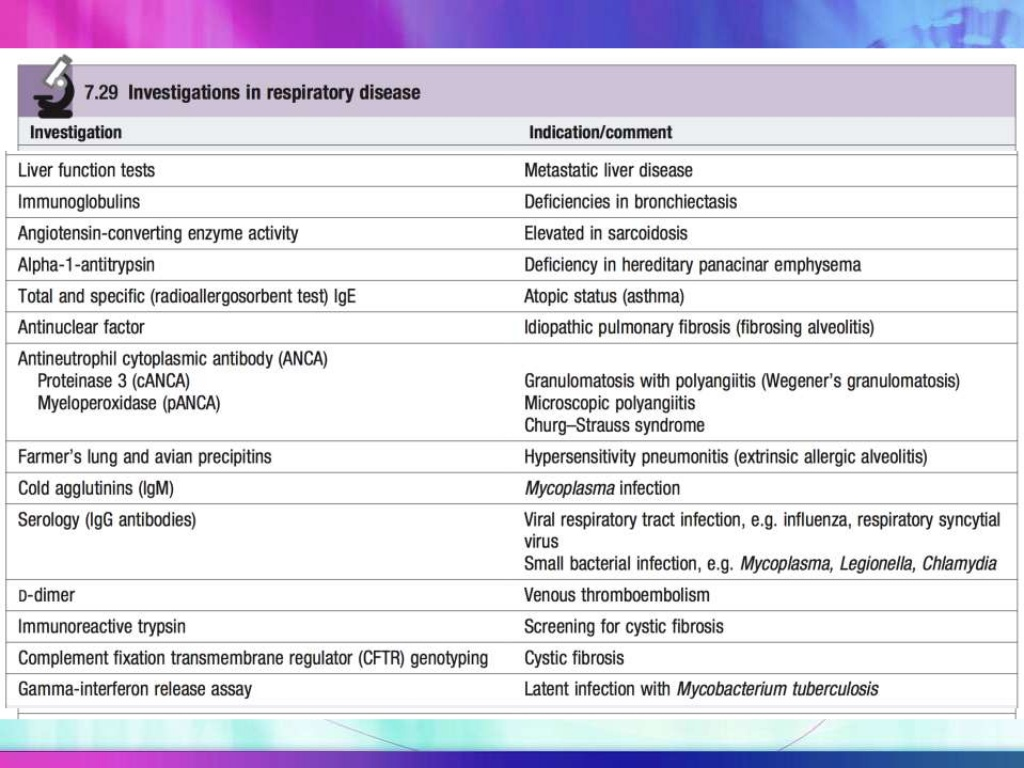 7.29 Investigations in respiratory disease
Investigation Indication/comment
Liver function tests Metastatic liver disease
Immunoglobulins Deficiencies in bronchiectasis
Angiotensin-converting enzyme activity Elevated in sarcoidosis
Alpha-1-antitrypsin Deficiency in hereditary panacinar emphysema
Total and specific (radioallergosorbent test) IgE Atopic status (asthma)
Antinuclear factor Idiopathic pulmonary fibrosis (fibrosing alveolitis)
Antineutrophil cytoplasmic antibody (ANCA)
Proteinase 3 (cANCA) Granulomatosis with polyangiitis (Wegener's granulomatosis)
Myeloperoxidase (pANCA) Microscopic polyangiitis
Churg–Strauss syndrome
Farmer's lung and avian precipitins Hypersensitivity pneumonitis (extrinsic allergic alveolitis)
Cold agglutinins (IgM) Mycoplasma infection
Serology (IgG antibodies) Viral respiratory tract infection, e.g. influenza, respiratory syncytial
virus
Small bacterial infection, e.g. Mycoplasma, Legionella, Chlamydia
D-dimer Venous thromboembolism
Immunoreactive trypsin Screening for cystic fibrosis
Complement fixation transmembrane regulator (CFTR) genotyping Cystic fibrosis
Gamma-interferon release assay Latent infection with Mycobacterium tuberculosis